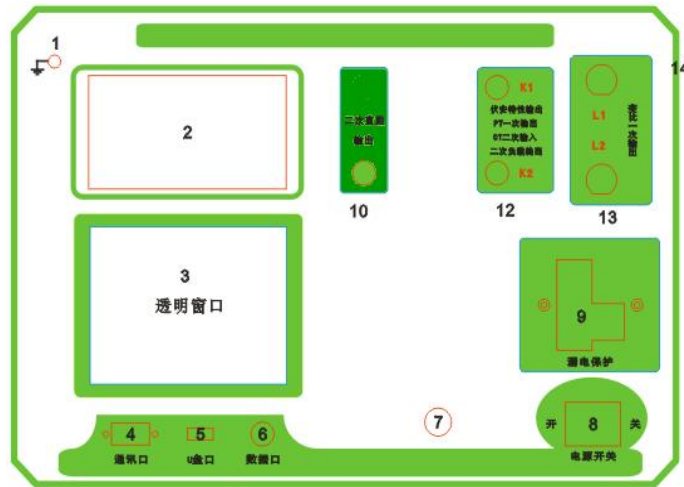 1
14
2
二次直阻
输出
10
K1
伏安特性输出
PT一次输出
CT二次输入
二次负载输出
K2
12
L1
L2
变比一次输出
13
3
透明窗口
9
漏电保护
4
5
6
通讯口
U盘口
数据口
7
开
8
关
电源开关